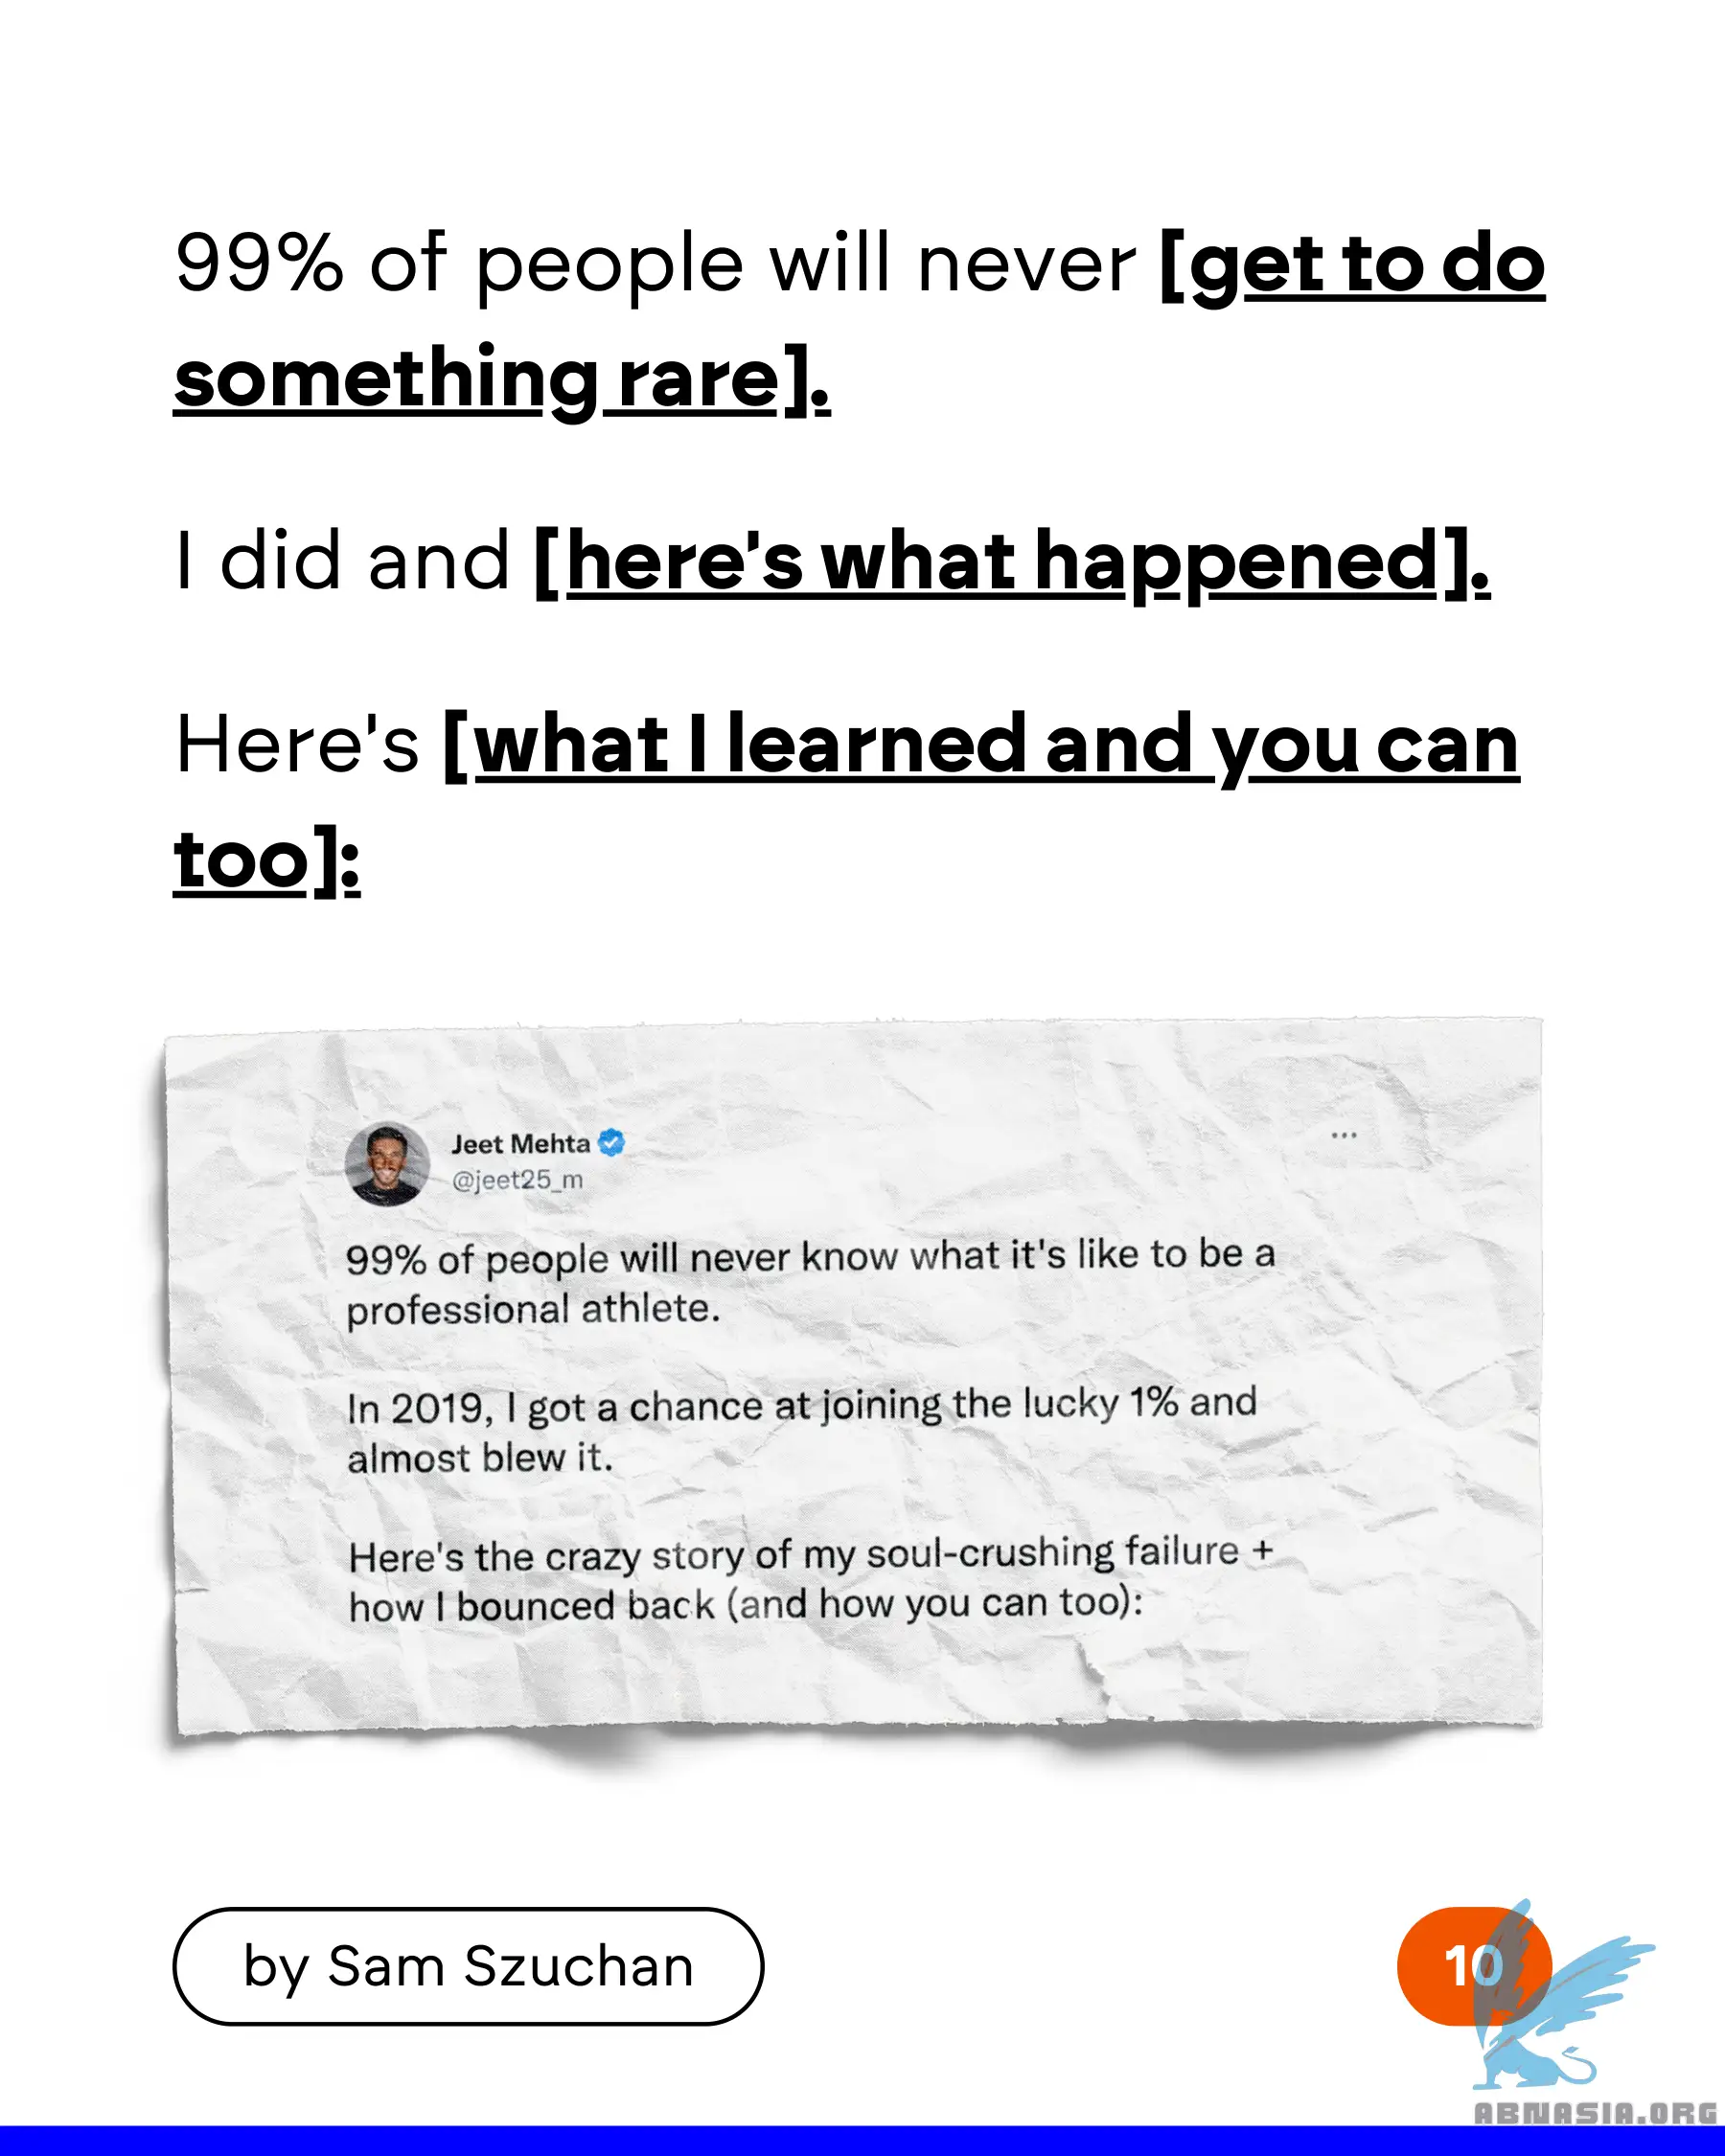 99% of people will never [get to do
something rare].
I did and [here's what happened].
Here's [what I learned and you can
too]:
Jeet Mehta
@jeet25_m
99% of people will never know what it's like to be a
professional athlete.
In 2019, I got a chance at joining the lucky 1% and
almost blew it.
Here's the crazy story of my soul-crushing failure +
how I bounced back (and how you can too):
by Sam Szuchan
10
ABNASIA.ORG